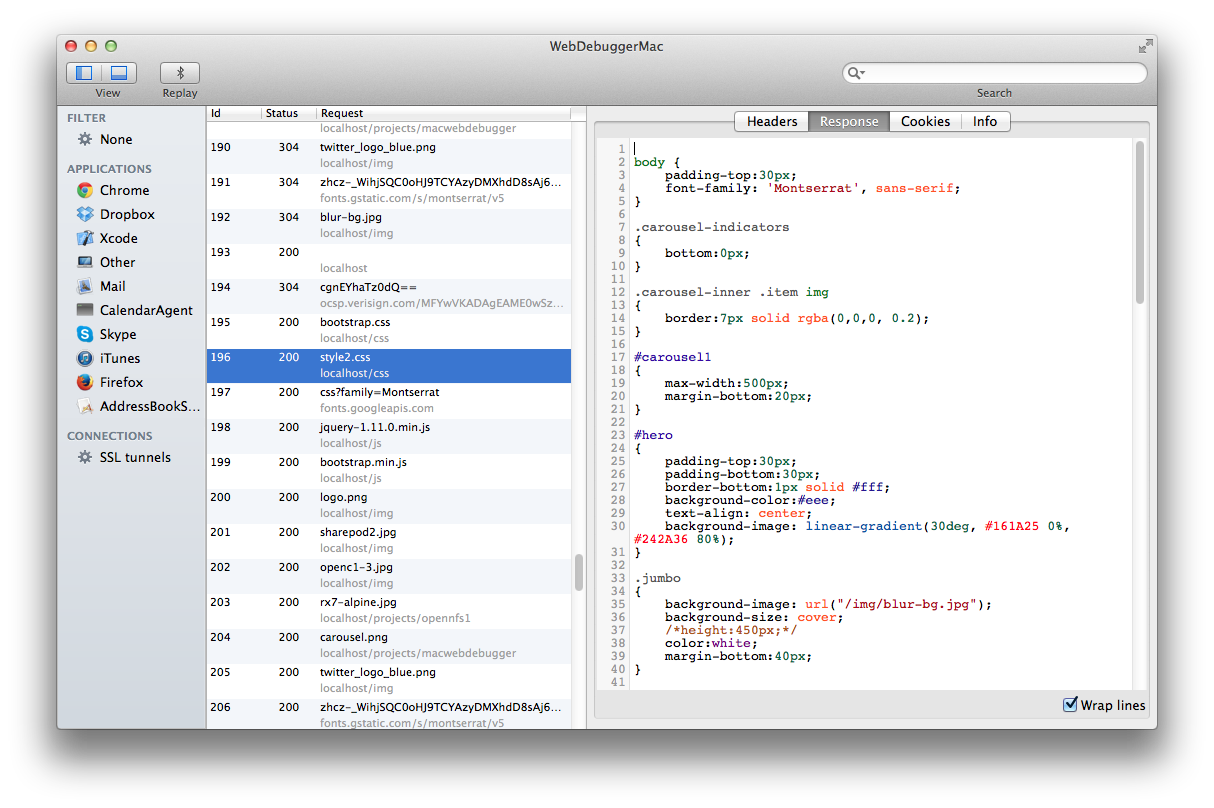 WebDebuggerMac
View
Replay
Search
FILTER
None
APPLICATIONS
Chrome
Dropbox
Xcode
Other
Mail
CalendarAgent
Skype
iTunes
Firefox
AddressBookS...
CONNECTIONS
SSL tunnels
Id Status Request
localhost/projects/macwebdebugger
190 304 twitter_logo_blue.png
localhost/img
191 304 zhcz-_WihjSQC0oHJ9TCYAzyDMXhdD8sAj6...
fonts.gstatic.com/s/montserrat/v5
192 304 blur-bg.jpg
localhost/img
193 200
localhost
194 304 cgnEYhaTz0dQ==
ocsp.verisign.com/MFYwVKADAgEAME0wSz...
195 200 bootstrap.css
localhost/css
196 200 style2.css
localhost/css
197 200 css?family=Montserrat
fonts.googleapis.com
198 200 jquery-1.11.0.min.js
localhost/js
199 200 bootstrap.min.js
localhost/js
200 200 logo.png
localhost/img
201 200 sharepod2.jpg
localhost/img
202 200 openc1-3.jpg
localhost/img
203 200 rx7-alpine.jpg
localhost/projects/opennfs1
204 200 carousel.png
localhost/projects/macwebdebugger
205 200 twitter_logo_blue.png
localhost/img
206 200 zhcz-_WihjSQC0oHJ9TCYAzyDMXhdD8sAj6...
fonts.gstatic.com/s/montserrat/v5
Headers Response Cookies Info
1
2 body {
3 padding-top:30px;
4 font-family: 'Montserrat', sans-serif;
5 }
6
7 .carousel-indicators
8 {
9 bottom:0px;
10 }
11
12 .carousel-inner .item img
13 {
14 border:7px solid rgba(0,0,0, 0.2);
15 }
16
17 #carousel1
18 {
19 max-width:500px;
20 margin-bottom:20px;
21 }
22
23 #hero
24 {
25 padding-top:30px;
26 padding-bottom:30px;
27 border-bottom:1px solid #fff;
28 background-color:#eee;
29 text-align: center;
30 background-image: linear-gradient(30deg, #161A25 0%,
#242A36 80%);
31 }
32
33 .jumbo
34 {
35 background-image: url("/img/blur-bg.jpg");
36 background-size: cover;
37 /*height:450px;*/
38 color:white;
39 margin-bottom:40px;
40 }
41
Wrap lines